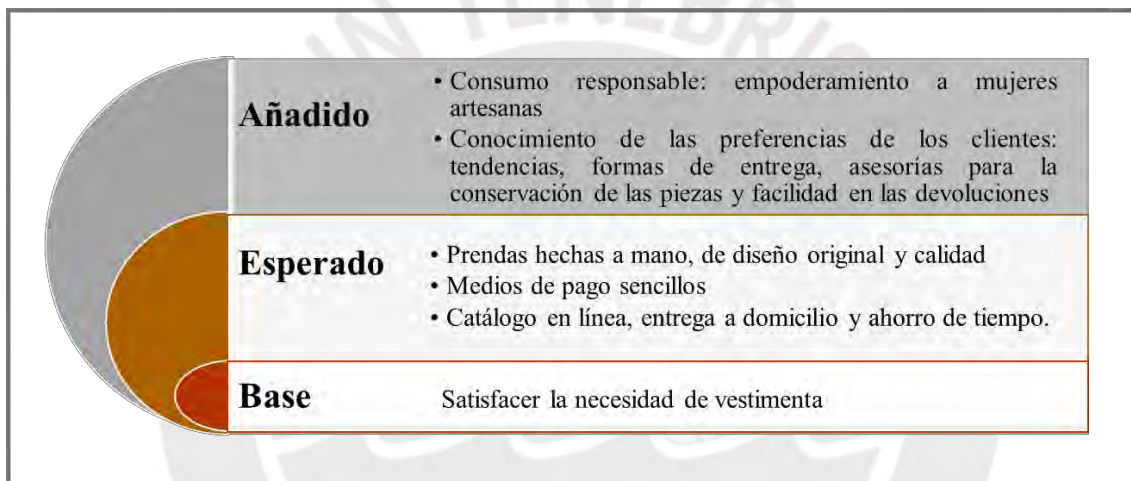 IN TENEBRIS
Añadido
• Consumo responsable: empoderamiento a mujeres
artesanas
• Conocimiento de las preferencias de los clientes:
tendencias, formas de entrega, asesorías para la
conservación de las piezas y facilidad en las devoluciones
Esperado
• Prendas hechas a mano, de diseño original y calidad
• Medios de pago sencillos
• Catálogo en línea, entrega a domicilio y ahorro de tiempo.
Base
Satisfacer la necesidad de vestimenta